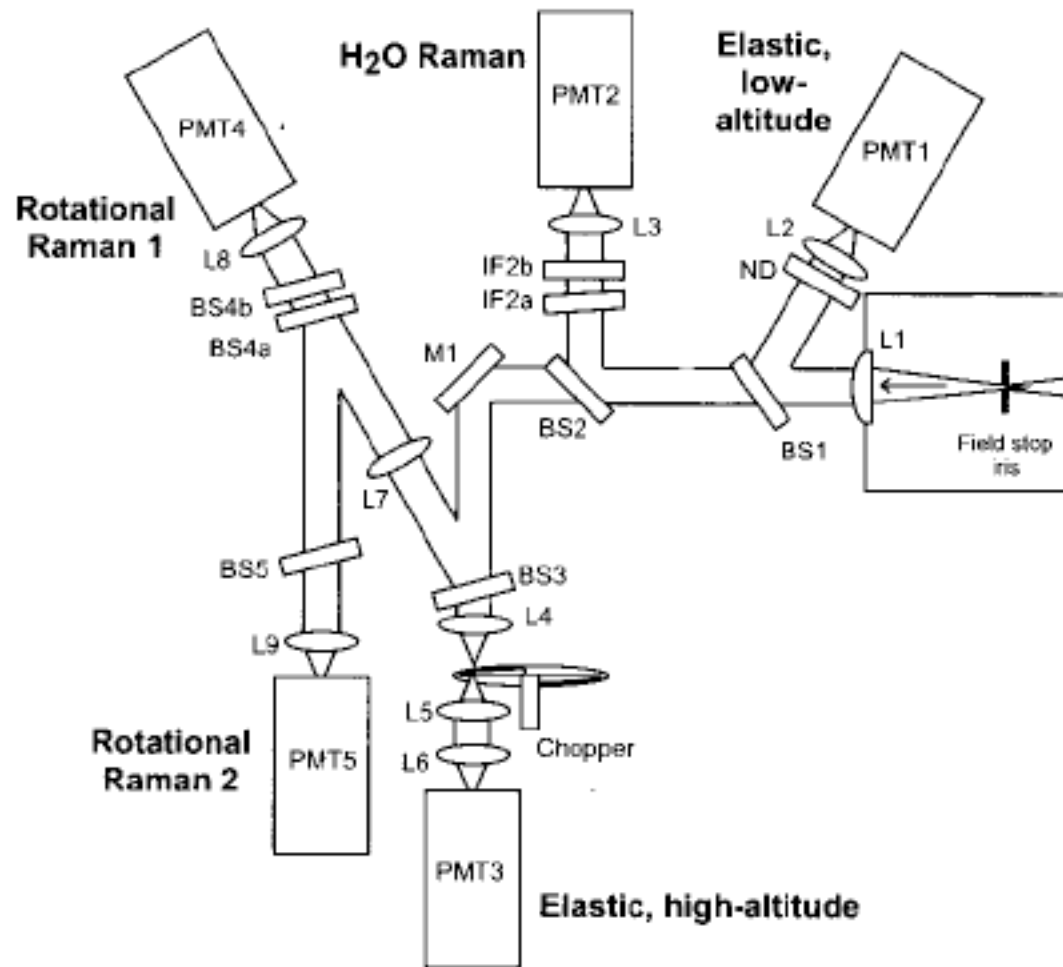 H2O Raman
PMT2
Elastic,
low-
altitude
PMT4
PMT1
Rotational
Raman 1
L8
L3
L2
ND
IF2b
IF2a
BS4b
BS4a
M1
L1
BS2
BS1
Field stop
iris
L7
BS5
BS3
L4
L9
L5
Chopper
L6
Rotational
Raman 2
PMT5
PMT3
Elastic, high-altitude